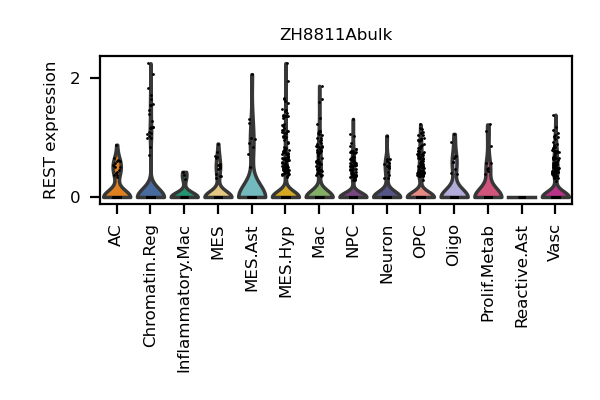 ZH8811Abulk
REST expression
2
0
AC
Chromatin.Reg
Inflammatory.Mac
MES
MES.Ast
MES.Hyp
Mac
NPC
Neuron
OPC
Oligo
Prolif.Metab
Reactive.Ast
Vasc